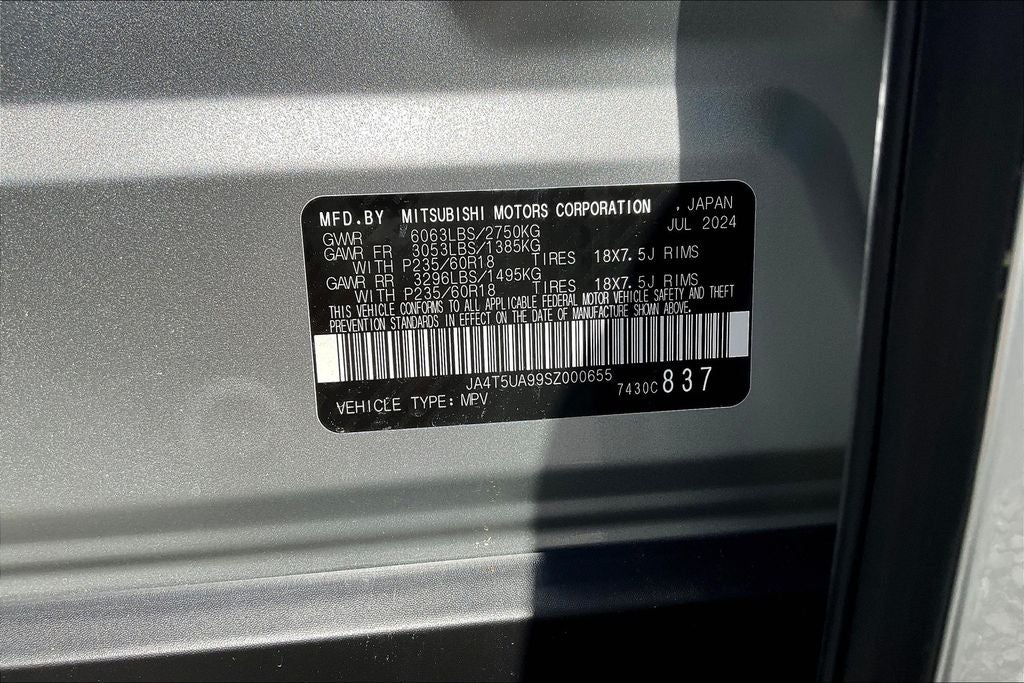 MFD.BY MITSUBISHI MOTORS CORPORATION , JAPAN
JUL 2024
GVWR 6063LBS/2750KG
GAWR FR 3053LBS/1385KG
WITH P235/60R18 TIRES 18X7.5J RIMS
GAWR RR 3296LBS/1495KG
WITH P235/60R18 TIRES 18X7.5J RIMS
THIS VEHICLE CONFORMS TO ALL APPLICABLE FEDERAL MOTOR VEHICLE SAFETY AND THEFT
PREVENTION STANDARDS IN EFFECT ON THE DATE OF MANUFACTURE SHOWN ABOVE.
JA4T5UA99SZ000655
VEHICLE TYPE:MPV 7430C 837